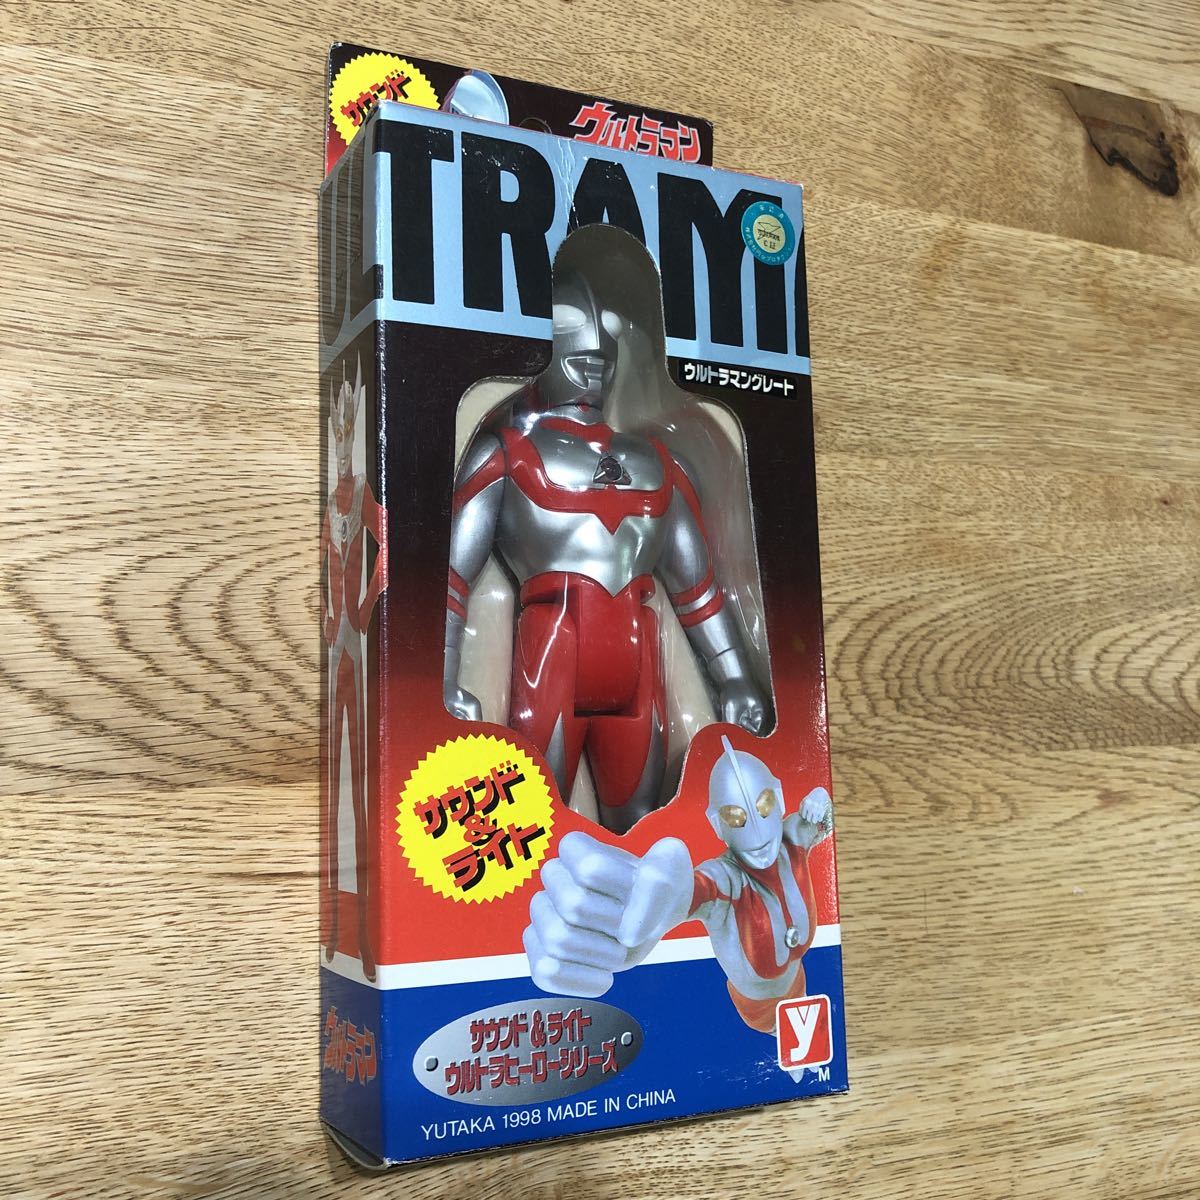 サウンド
ウルトラマン
TRAM
ウルトラマングレート
サウンド
&
ライト
サウンド&ライト
ウルトラヒーローシリーズ
ウルトラマン
y
M
YUTAKA 1998 MADE IN CHINA